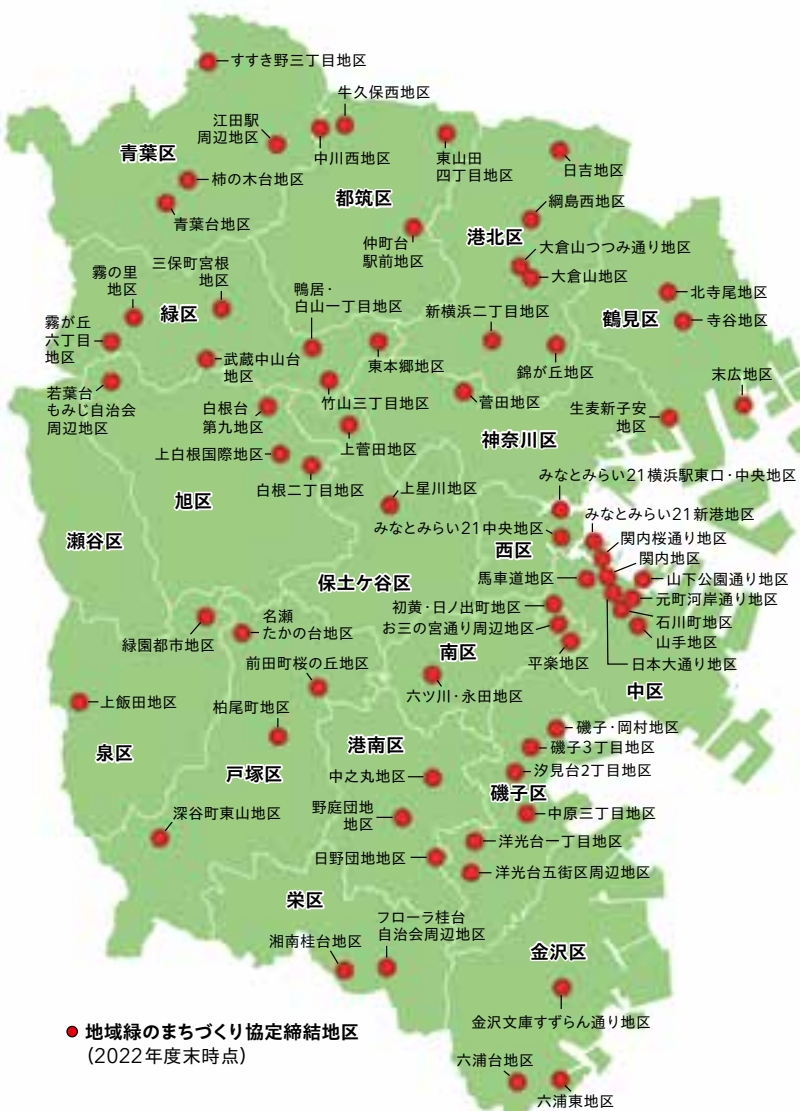 すすき野三丁目地区
牛久保西地区
江田駅
周辺地区
青葉区
中川西地区
東山田
四丁目地区
日吉地区
柿の木台地区
都筑区
綱島西地区
青葉台地区
仲町台
駅前地区
港北区
大倉山つつみ通り地区
大倉山地区
三保町宮根
地区
霧の里
地区
鴨居・
白山一丁目地区
北寺尾地区
緑区
新横浜二丁目地区
鶴見区
寺谷地区
霧が丘
六丁目
地区
武蔵中山台
地区
東本郷地区
錦が丘地区
末広地区
若葉台
もみじ自治会
周辺地区
白根台
第九地区
竹山三丁目地区
菅田地区
生麦新子安
地区
上菅田地区
神奈川区
上白根国際地区
白根二丁目地区
上星川地区
みなとみらい21横浜駅東口・中央地区
旭区
みなとみらい21新港地区
みなとみらい21中央地区
関内桜通り地区
瀬谷区
西区
関内地区
保土ケ谷区
馬車道地区
山下公園通り地区
初黄・日ノ出町地区
元町河岸通り地区
お三の宮通り周辺地区
石川町地区
緑園都市地区
名瀬
たかの台地区
南区
山手地区
平楽地区
日本大通り地区
前田町桜の丘地区
六ツ川・永田地区
中区
上飯田地区
柏尾町地区
磯子・岡村地区
泉区
港南区
磯子3丁目地区
戸塚区
中之丸地区
汐見台2丁目地区
磯子区
深谷町東山地区
野庭団地
地区
中原三丁目地区
洋光台一丁目地区
日野団地地区
洋光台五街区周辺地区
栄区
フローラ桂台
自治会周辺地区
湘南桂台地区
金沢区
金沢文庫すずらん通り地区
地域緑のまちづくり協定締結地区
(2022年度末時点)
六浦台地区
六浦東地区